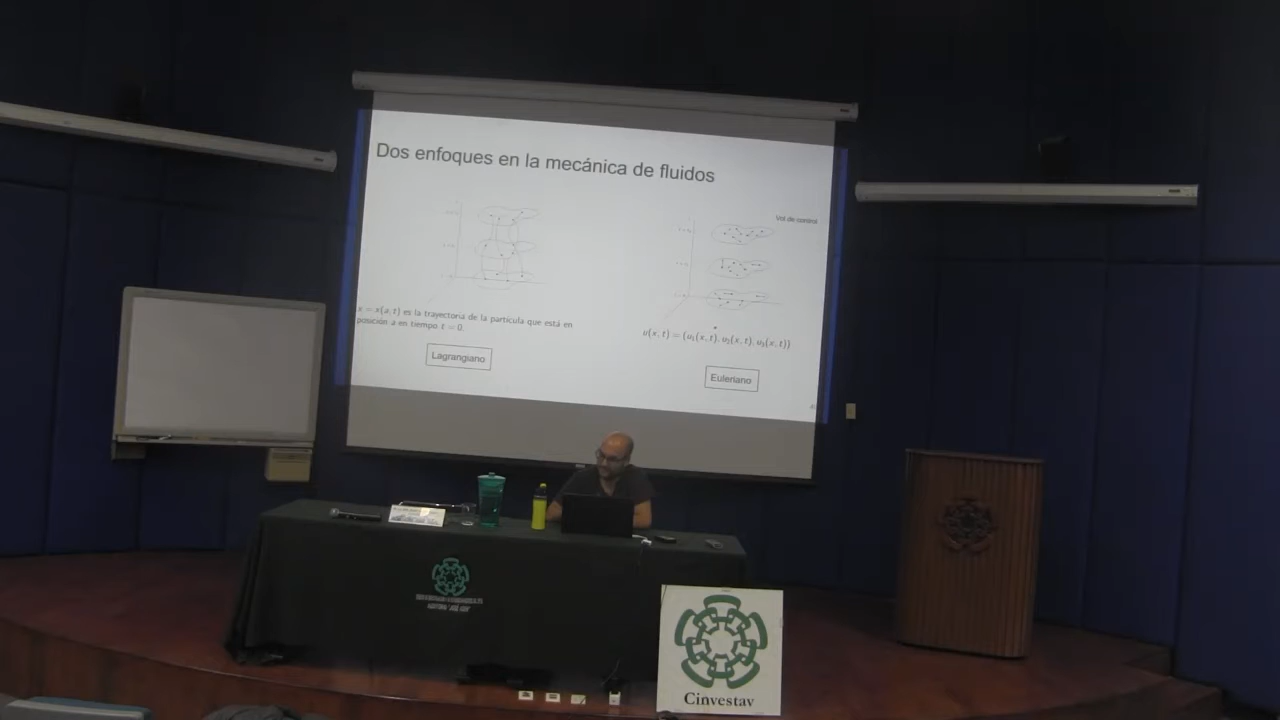 Dos enfoques en la mecánica de fluidos
Vol de control
x = x(a, t) es la trayectoria de la partícula que está en
posición a en tiempo t = 0.
u(x, t) = (u₁(x, t), u₂(x, t), u₃(x, t))
Lagrangiano
Euleriano
Cinvestav